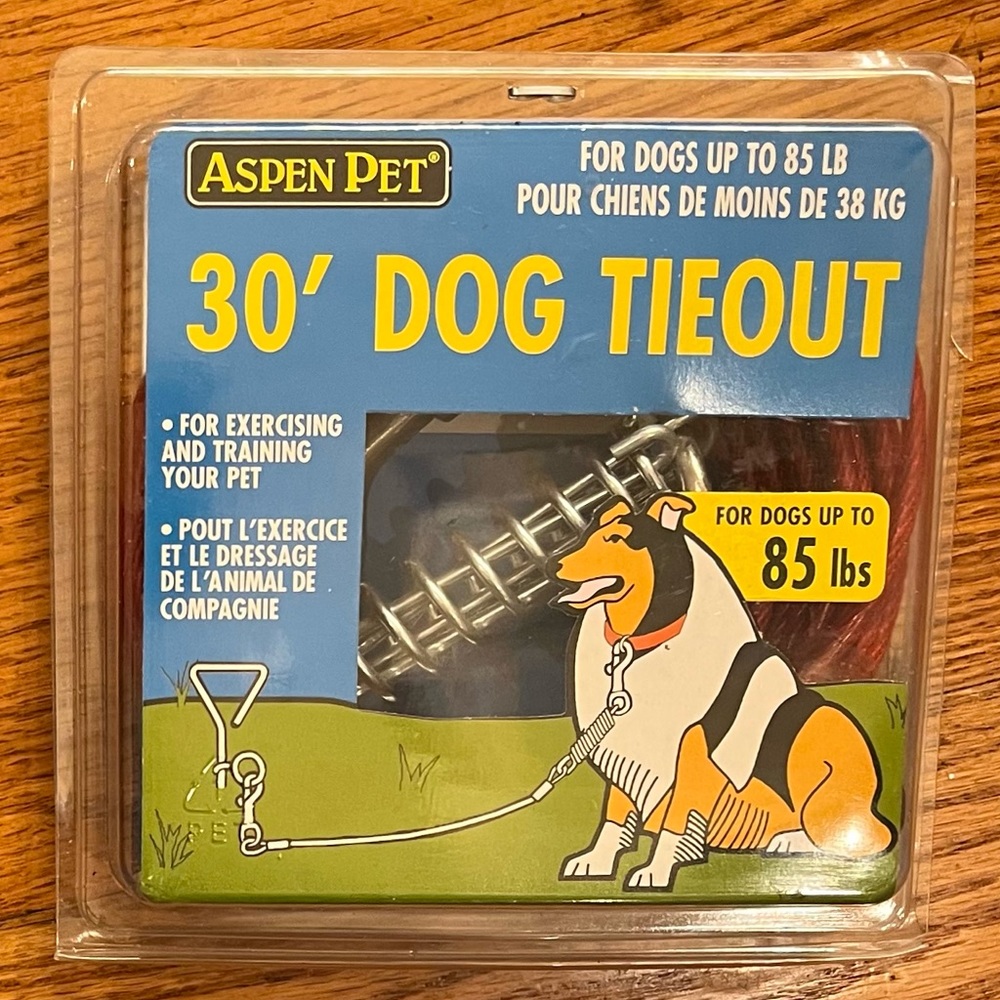 ASPEN PET®
FOR DOGS UP TO 85 LB
POUR CHIENS DE MOINS DE 38 KG
30' DOG TIEOUT
• FOR EXERCISING
AND TRAINING
YOUR PET
• POUT L'EXERCICE
ET LE DRESSAGE
DE L'ANIMAL DE
COMPAGNIE
FOR DOGS UP TO
85 lbs